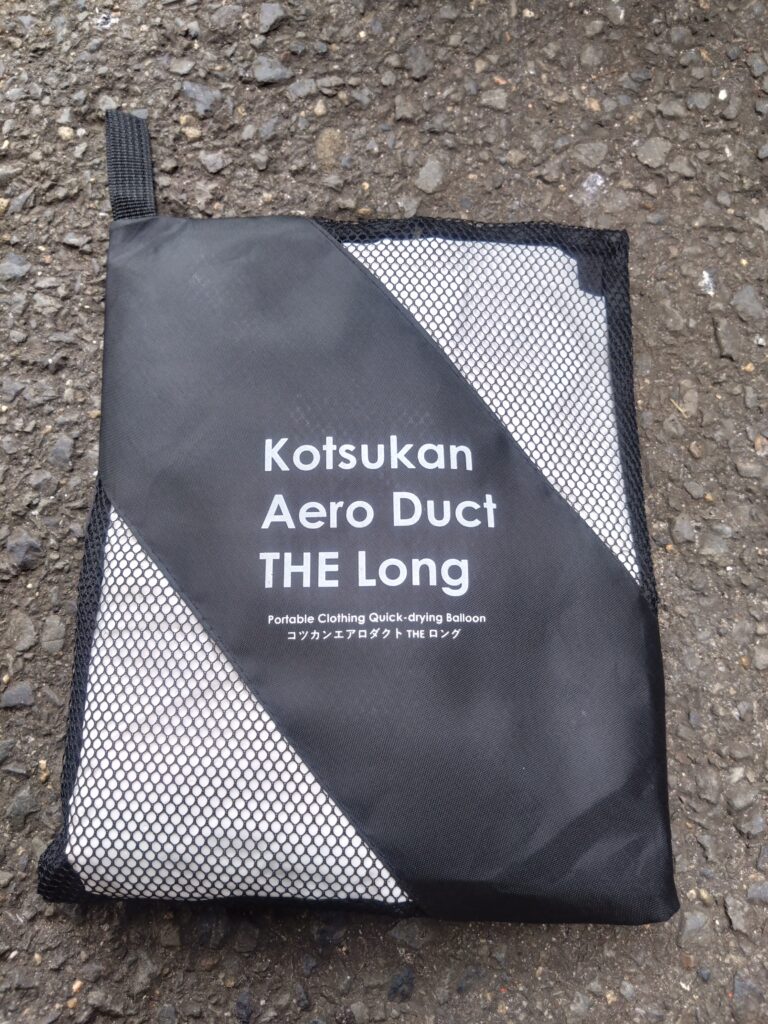 Kotsukan
Aero Duct
THE Long
Portable Clothing Quick-drying Balloon
コツカンエアロダクト THE ロング